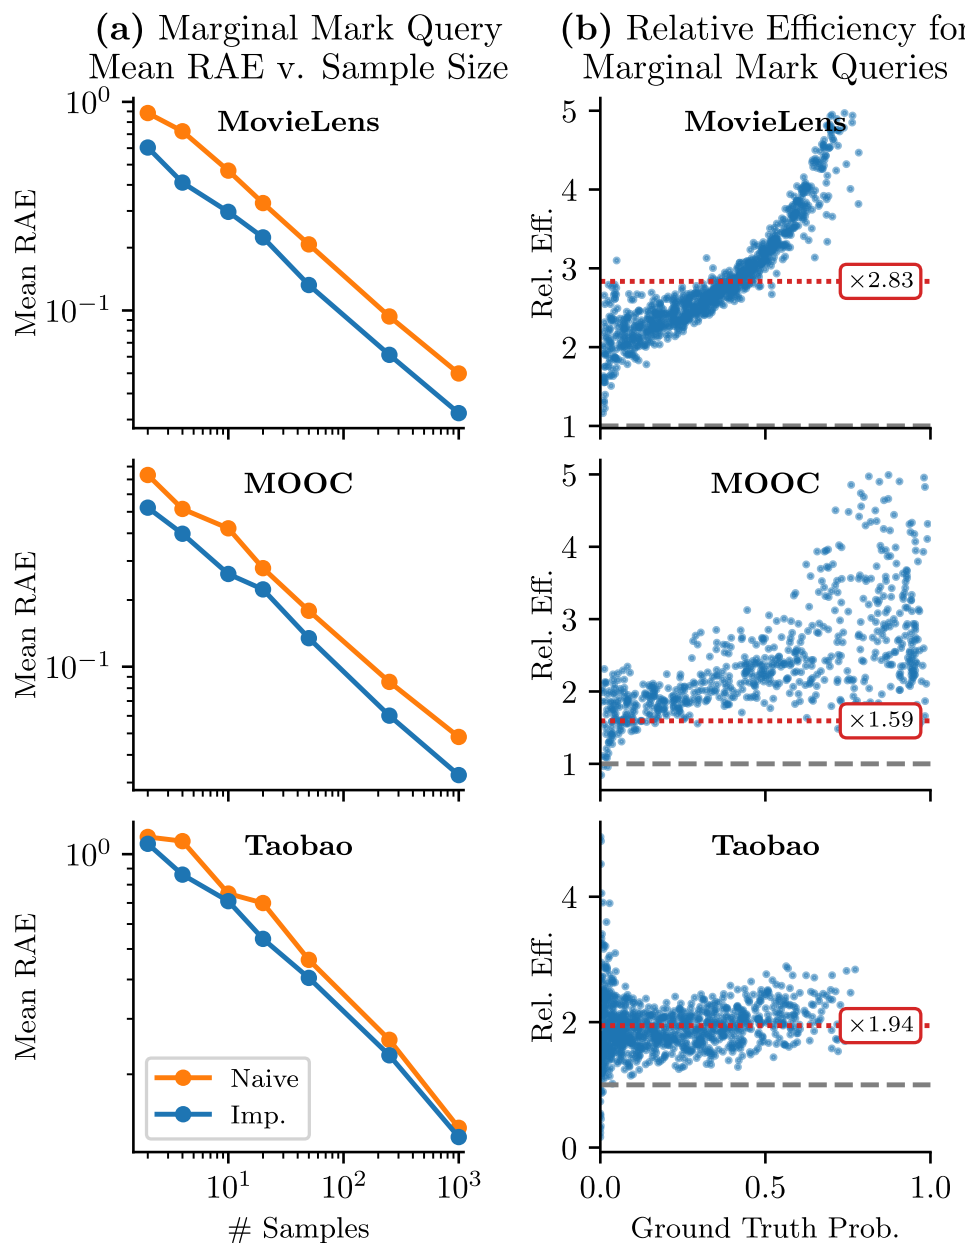 (a) Marginal Mark Query
Mean RAE v. Sample Size
(b) Relative Efficiency for
Marginal Mark Queries
MovieLens
10^0
10^-1
Mean RAE
MovieLens
5
4
3
2
1
Rel. Eff.
×2.83
MOOC
10^-1
Mean RAE
MOOC
5
4
3
2
1
Rel. Eff.
×1.59
Taobao
10^0
Mean RAE
Naive
Imp.
10^1
10^2
10^3
# Samples
Taobao
4
2
0
Rel. Eff.
×1.94
0.0
0.5
1.0
Ground Truth Prob.